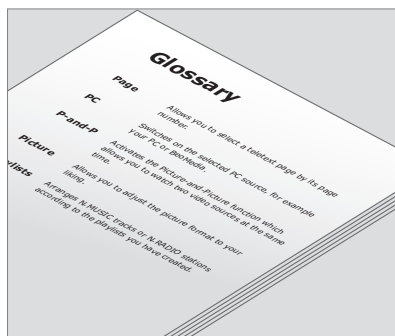 Glossary
Page Allows you to select a teletext page by its page
number.
PC Switches on the selected PC source, for example
your PC or BeoMedia.
P-and-P Activates the Picture-and-Picture function which
allows you to watch two video sources at the same
time.
Picture Allows you to adjust the picture format to your
liking.
ylists Arranges N.MUSIC tracks or N.RADIO stations
according to the playlists you have created.